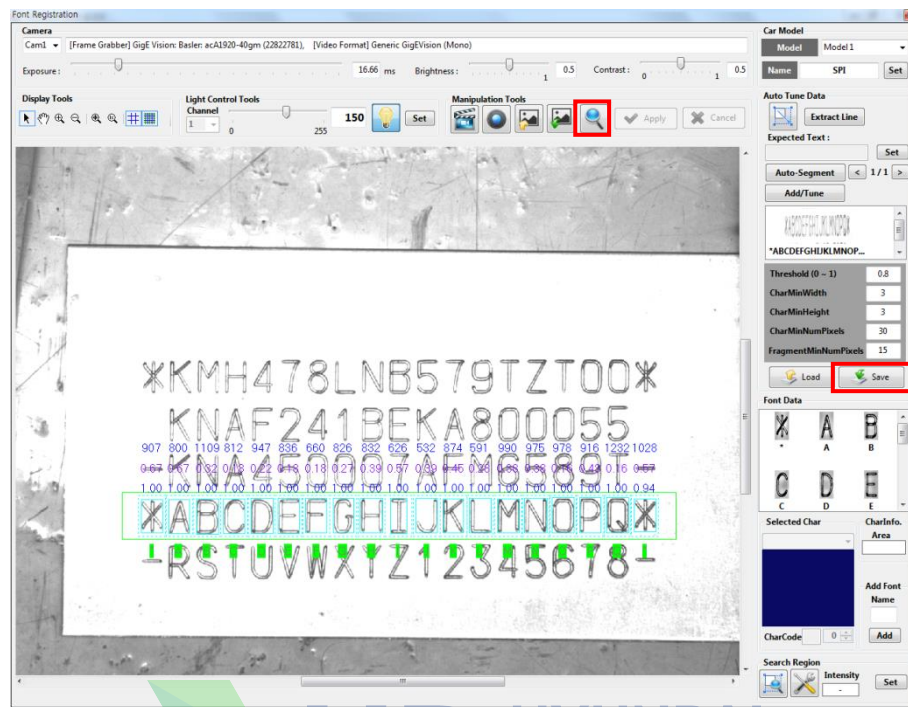 Font Registration
Camera
Cam1 [Frame Grabber] GigE Vision: Basler: acA1920-40gm (22822781), [Video Format] Generic GigEVision (Mono)
Exposure : 16.66 ms Brightness : 1 0.5 Contrast : 0 1 0.5
Display Tools
Light Control Tools
Channel
1 0 255 150 Set
Manipulation Tools
Apply Cancel
*KMH478LNB579TZT00*
KNAF241BEKA800055
907 800 1109 812 947 836 660 826 832 626 532 874 591 990 975 978 916 1232 1028
1.00 1.00 1.00 1.00 1.00 1.00 1.00 1.00 1.00 1.00 1.00 1.00 1.00 1.00 1.00 1.00 1.00 1.00 0.94
*ABCDEFGHIJKLMNOPQ*
-RSTUVWXYZ12345678-
Car Model
Model Model 1
Name SPI Set
Auto Tune Data
Extract Line
Expected Text :
Set
Auto-Segment < 1 / 1 >
Add/Tune
*ABCDEFGHIJKLMNOP...
Threshold (0 ~ 1) 0.8
CharMinWidth 3
CharMinHeight 3
CharMinNumPixels 30
FragmentMinNumPixels 15
Load Save
Font Data
* A B
* A B
C D E
C D E
Selected Char CharInfo.
Area
Add Font
Name
CharCode 0 Add
Search Region
Intensity
- Set